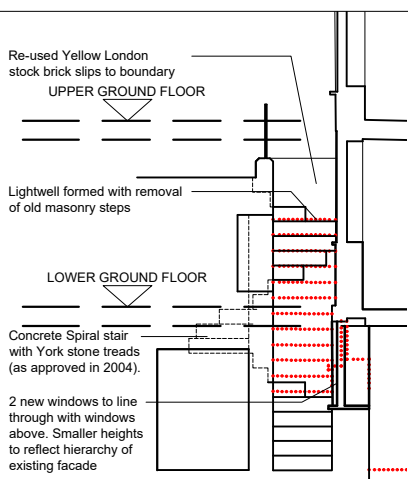 Re-used Yellow London
stock brick slips to boundary
UPPER GROUND FLOOR
Lightwell formed with removal
of old masonry steps
LOWER GROUND FLOOR
Concrete Spiral stair
with York stone treads
(as approved in 2004).
2 new windows to line
through with windows
above. Smaller heights
to reflect hierarchy of
existing facade